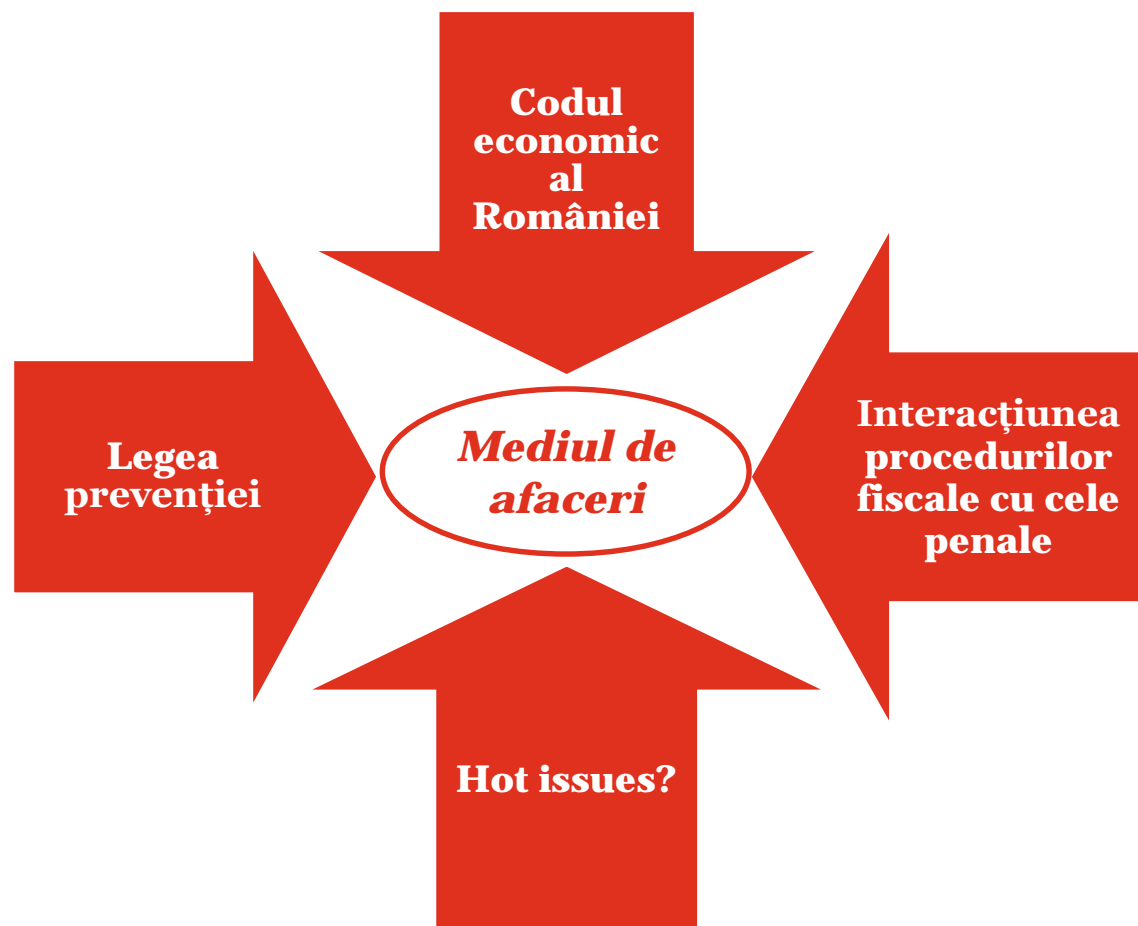 Codul
economic
al
României
Legea
prevenției
Mediul de
afaceri
Interacțiunea
procedurilor
fiscale cu cele
penale
Hot issues?